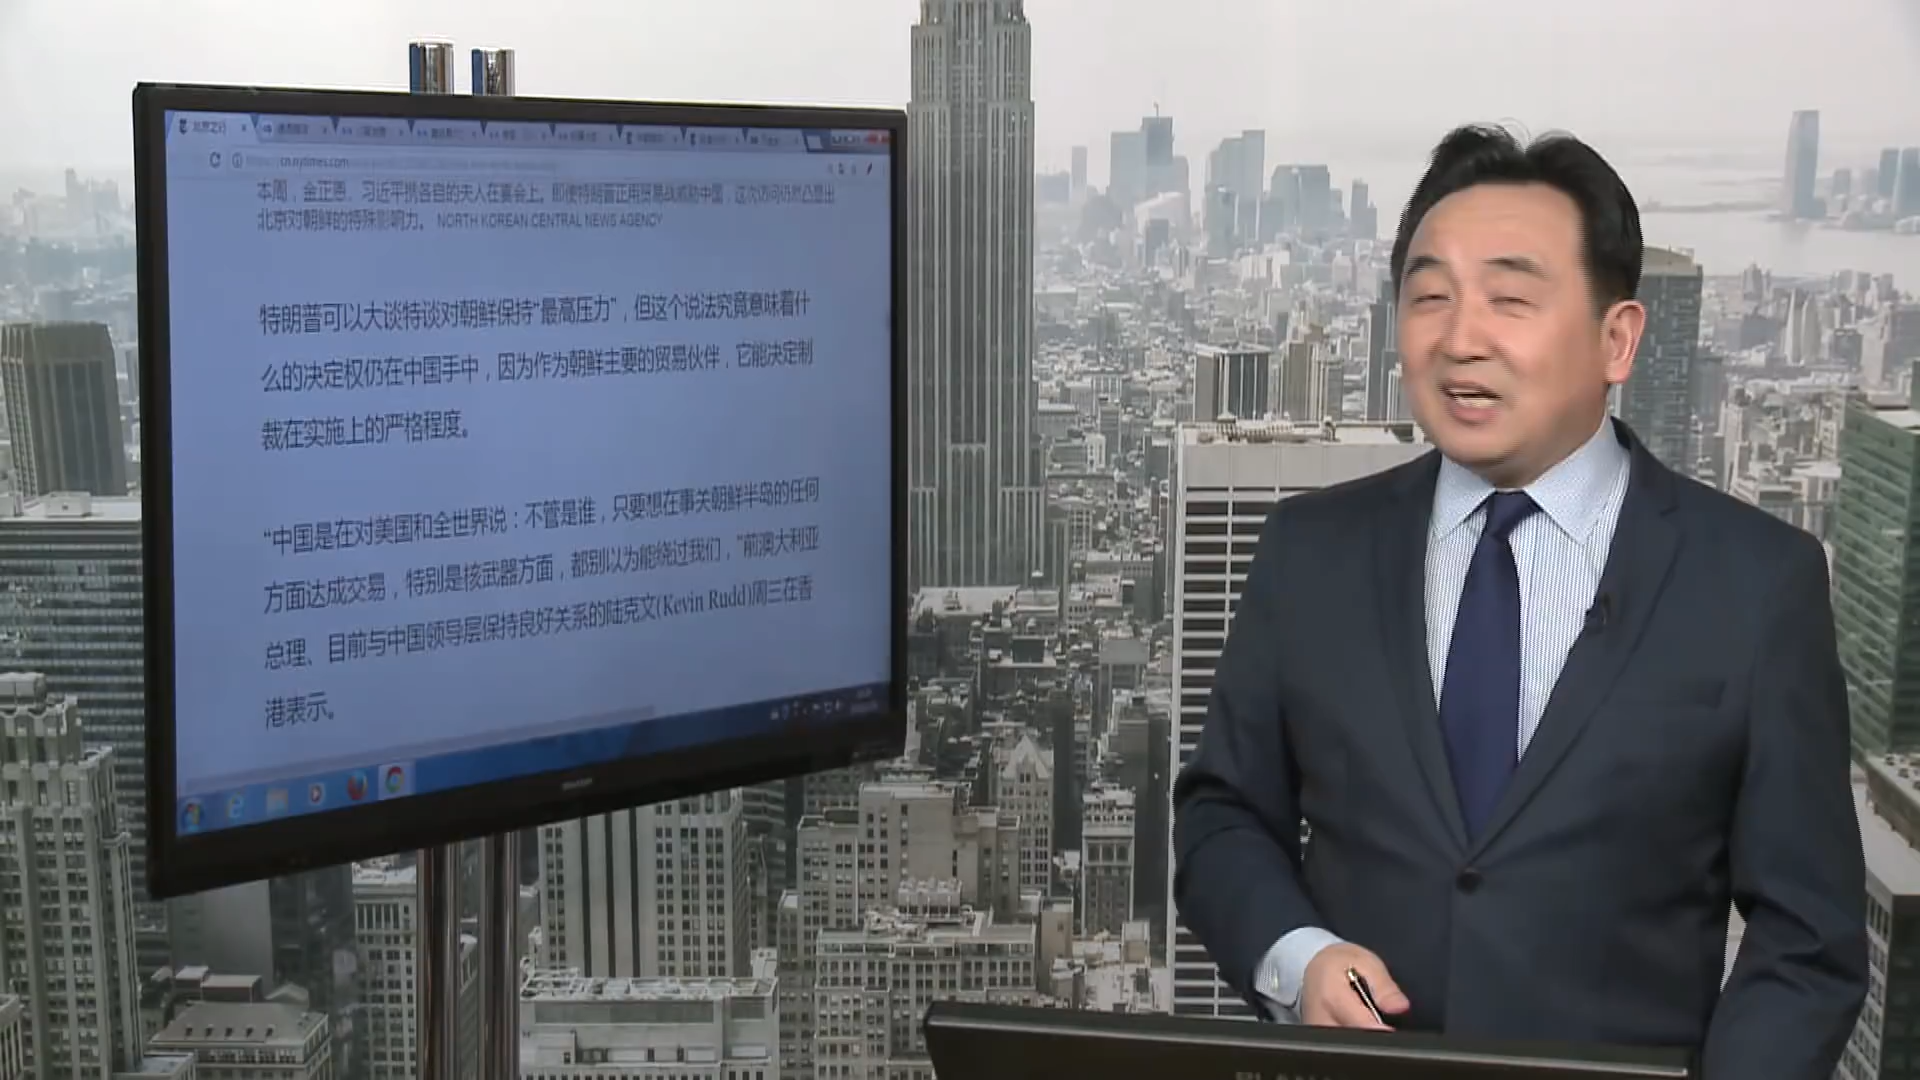 北京之行
cn.nytimes.com
本周，金正恩、习近平携各自的夫人在宴会上。即使特朗普正用贸易战威胁中国，这次访问仍然凸显出
北京对朝鲜的特殊影响力。 NORTH KOREAN CENTRAL NEWS AGENCY
特朗普可以大谈特谈对朝鲜保持“最高压力”，但这个说法究竟意味着什
么的决定权仍在中国手中，因为作为朝鲜主要的贸易伙伴，它能决定制
裁在实施上的严格程度。
“中国是在对美国和全世界说：不管是谁，只要想在事关朝鲜半岛的任何
方面达成交易，特别是核武器方面，都别以为能绕过我们，”前澳大利亚
总理、目前与中国领导层保持良好关系的陆克文(Kevin Rudd)周三在香
港表示。